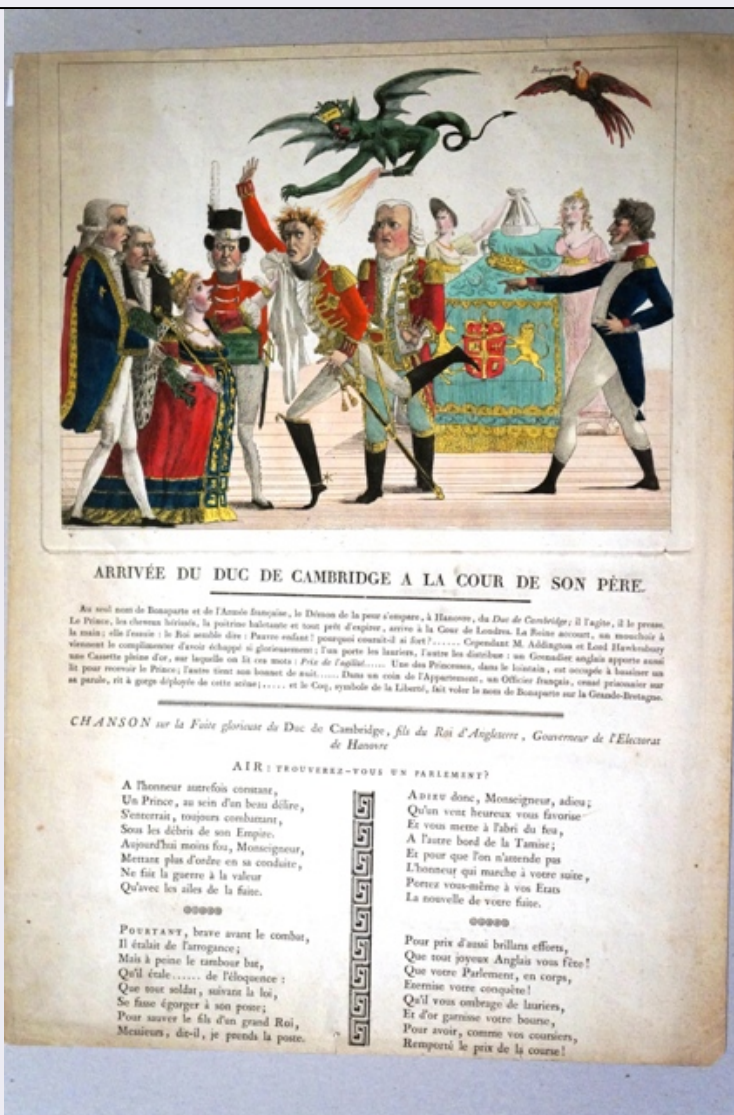 Bonaparte
ARRIVÉE DU DUC DE CAMBRIDGE A LA COUR DE SON PÈRE.
Au seul nom de Bonaparte et de l'Armée française, le Démon de la peur s'empare, à Hanovre, du Duc de Cambridge; il l'agite, il le presse.
Le Prince, les cheveux hérissés, la poitrine haletante et tout près d'expirer, arrive à la Cour de Londres. La Reine accourt, un mouchoir à
la main; elle l'essuie : le Roi semble dire : Pauvre enfant ! pourquoi courait-il si fort ?...... Cependant M. Addington et Lord Hawkesbury
viennent le complimenter d'avoir échappé si glorieusement; l'un porte les lauriers, l'autre les distribue : un Grenadier anglais apporte aussi
une Cassette pleine d'or, sur laquelle on lit ces mots : Prix de l'agilité...... Une des Princesses, dans le lointain, est occupée à bassiner un
lit pour recevoir le Prince; l'autre tient son bonnet de nuit...... Dans un coin de l'Appartement, un Officier français, censé prisonnier sur
sa parole, rit à gorge déployée de cette scène;..... et le Coq, symbole de la Liberté, fait voler le nom de Bonaparte sur la Grande-Bretagne.
CHANSON sur la Fuite glorieuse du Duc de Cambridge, fils du Roi d'Angleterre, Gouverneur de l'Electorat
de Hanovre
AIR : TROUVEREZ-VOUS UN PARLEMENT ?
A l'honneur autrefois constant,
Un Prince, au sein d'un beau délire,
S'enterrait, toujours combattant,
Sous les débris de son Empire.
Aujourd'hui moins fou, Monseigneur,
Mettant plus d'ordre en sa conduite,
Ne fait la guerre à la valeur
Qu'avec les ailes de la fuite.
POURTANT, brave avant le combat,
Il étalait de l'arrogance;
Mais à peine le tambour bat,
Qu'il étale...... de l'éloquence :
Que tout soldat, suivant la loi,
Se fasse égorger à son poste;
Pour sauver le fils d'un grand Roi,
Messieurs, dit-il, je prends la poste.
ADIEU donc, Monseigneur, adieu;
Qu'un vent heureux vous favorise
Et vous mette à l'abri du feu,
A l'autre bord de la Tamise;
Et pour que l'on n'attende pas
L'honneur qui marche à votre suite,
Portez vous-même à vos Etats
La nouvelle de votre fuite.
Pour prix d'aussi brillans efforts,
Que tout joyeux Anglais vous fête !
Que votre Parlement, en corps,
Eternise votre conquête !
Qu'il vous ombrage de lauriers,
Et d'or garnisse votre bourse,
Pour avoir, comme vos coursiers,
Remporté le prix de la course !